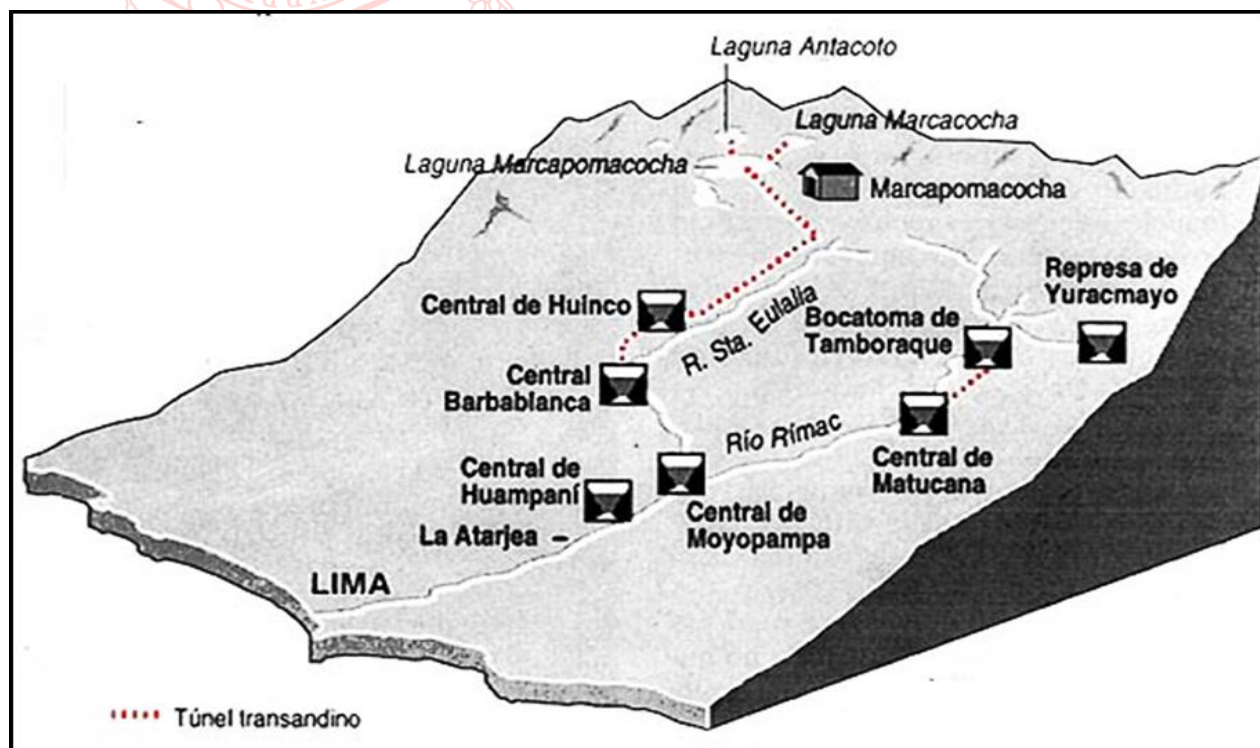 Laguna Antacoto
Laguna Marcacocha
Laguna Marcapomacocha
Marcapomacocha
Represa de
Yuracmayo
Central de Huinco
R. Sta. Eulalia
Bocatoma de
Tamboraque
Central
Barbablanca
Río Rímac
Central de
Matucana
Central de
Huampaní
Central de
Moyopampa
La Atarjea
LIMA
Túnel transandino